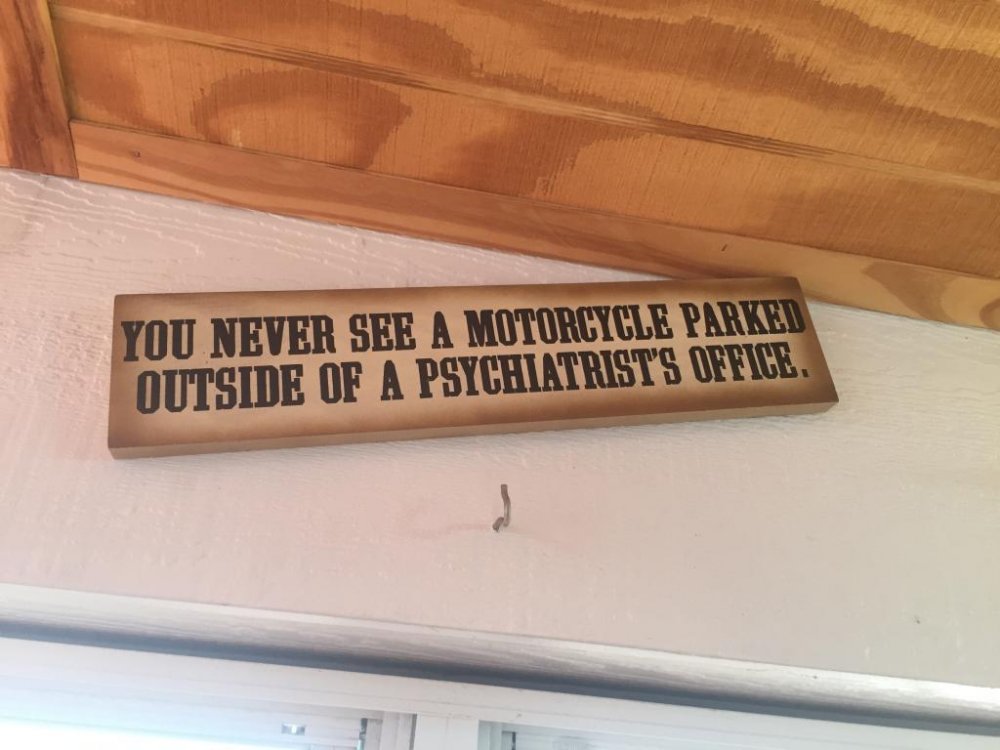 YOU NEVER SEE A MOTORCYCLE PARKED
OUTSIDE OF A PSYCHIATRIST'S OFFICE.